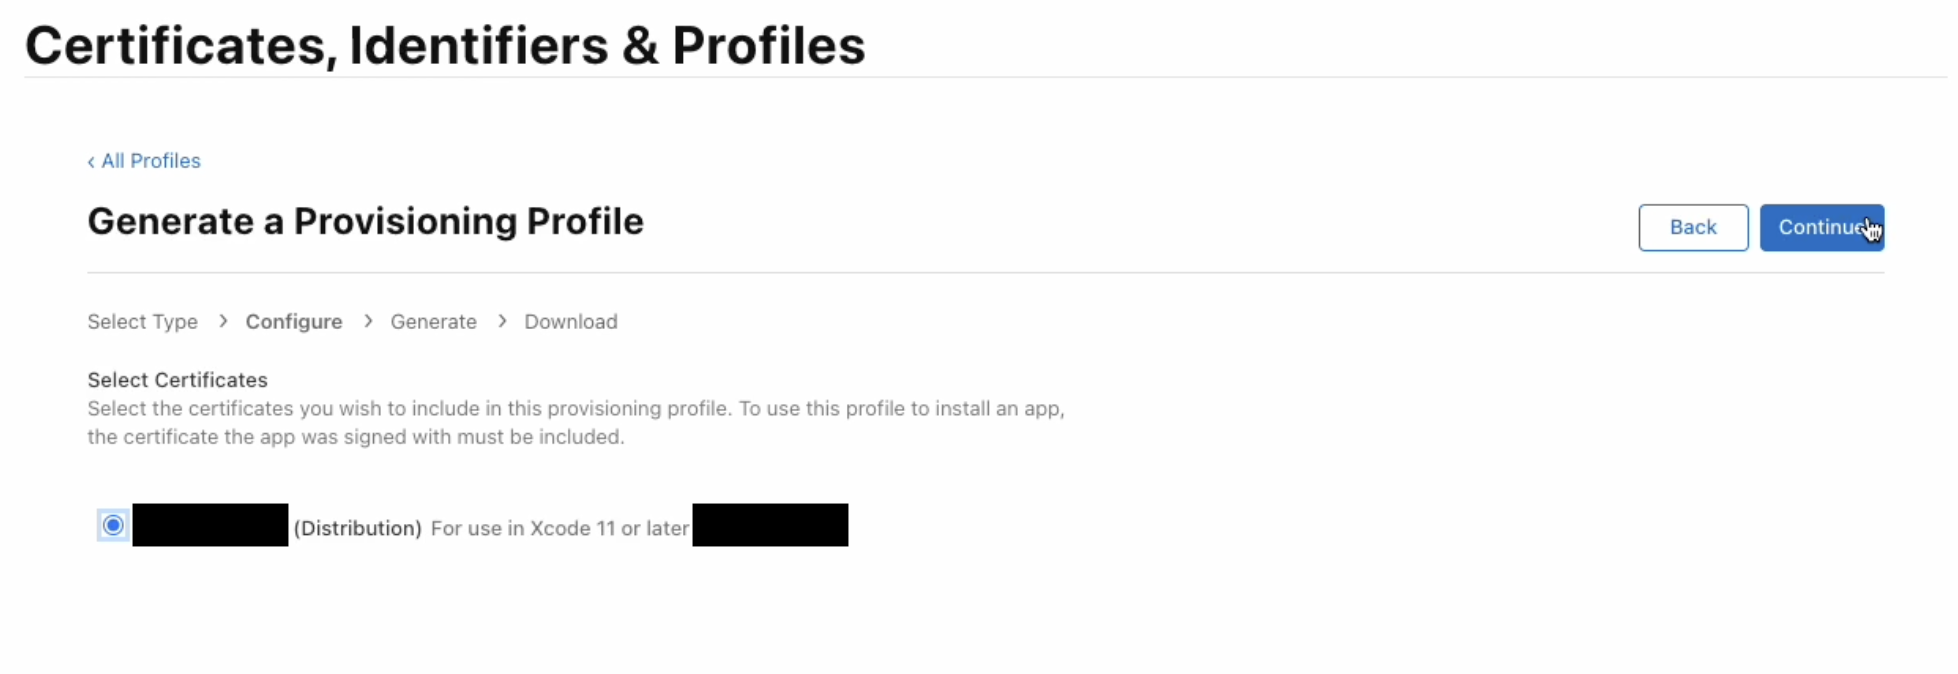 Certificates, Identifiers & Profiles
‹ All Profiles
Generate a Provisioning Profile
Back
Continue
Select Type > Configure > Generate > Download
Select Certificates
Select the certificates you wish to include in this provisioning profile. To use this profile to install an app,
the certificate the app was signed with must be included.
(Distribution) For use in Xcode 11 or later